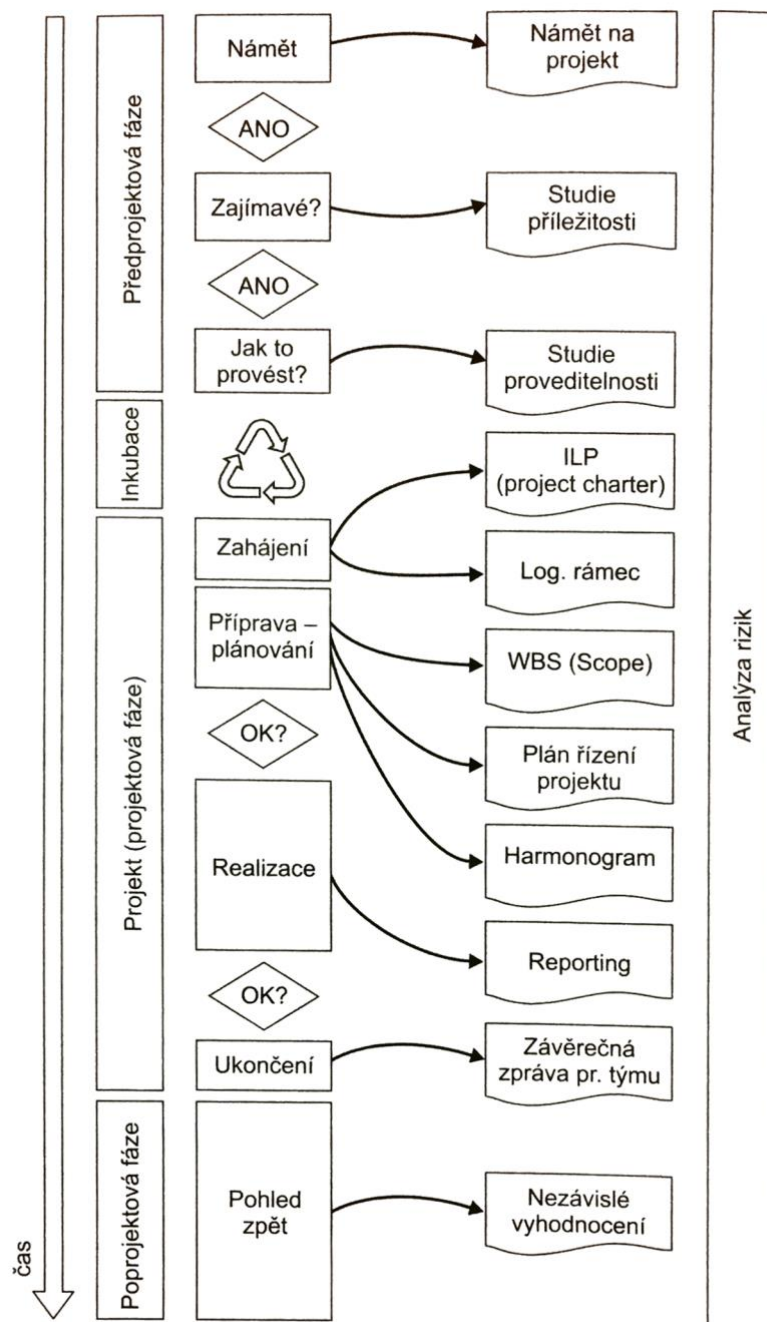 Předprojektová fáze
Námět
Námět na
projekt
ANO
Zajímavé?
Studie
příležitosti
ANO
Jak to
provést?
Studie
proveditelnosti
Inkubace
ILP
(project charter)
Projekt (projektová fáze)
Zahájení
Log. rámec
Příprava –
plánování
WBS (Scope)
OK?
Plán řízení
projektu
Realizace
Harmonogram
Reporting
OK?
Ukončení
Závěrečná
zpráva pr. týmu
Poprojektová fáze
Pohled
zpět
Nezávislé
vyhodnocení
Analýza rizik
čas